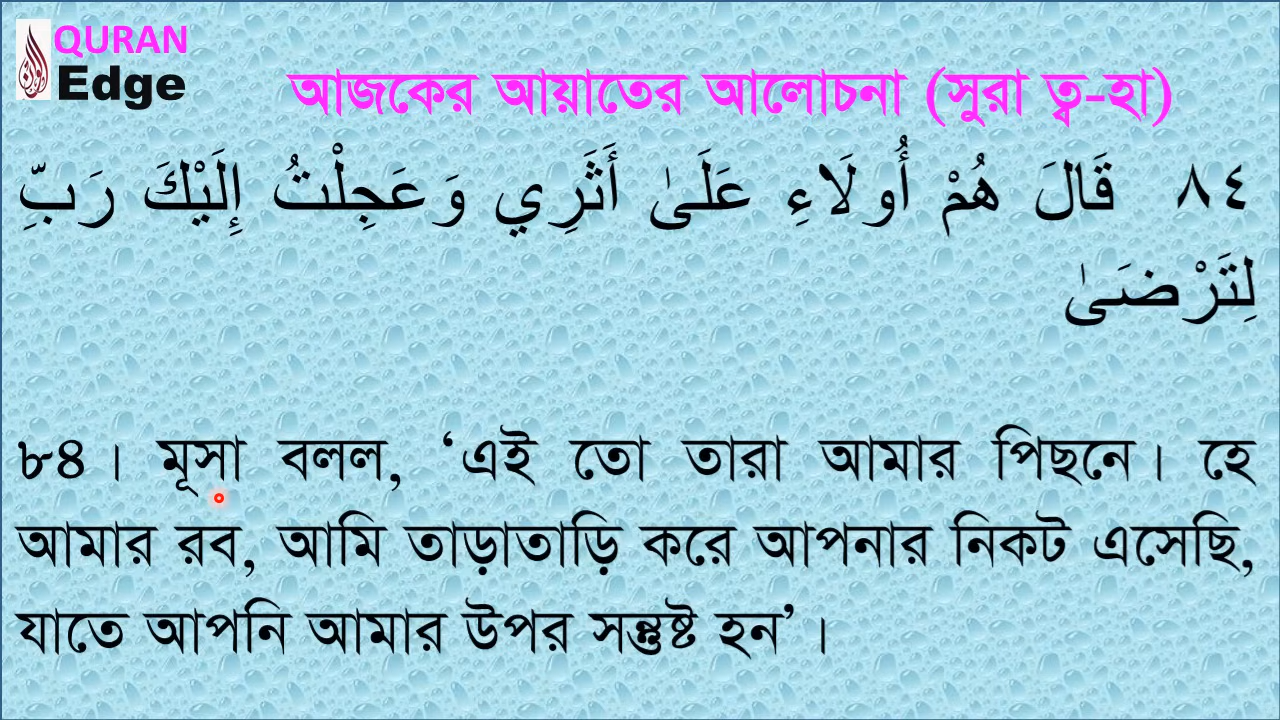 QURAN
Edge
আজকের আয়াতের আলোচনা (সুরা ত্ব-হা)
٨٤ قَالَ هُمْ أُولَاءِ عَلَىٰ أَثَرِي وَعَجِلْتُ إِلَيْكَ رَبِّ
لِتَرْضَىٰ
৮৪। মূসা বলল, ‘এই তো তারা আমার পিছনে। হে
আমার রব, আমি তাড়াতাড়ি করে আপনার নিকট এসেছি,
যাতে আপনি আমার উপর সন্তুষ্ট হন’।